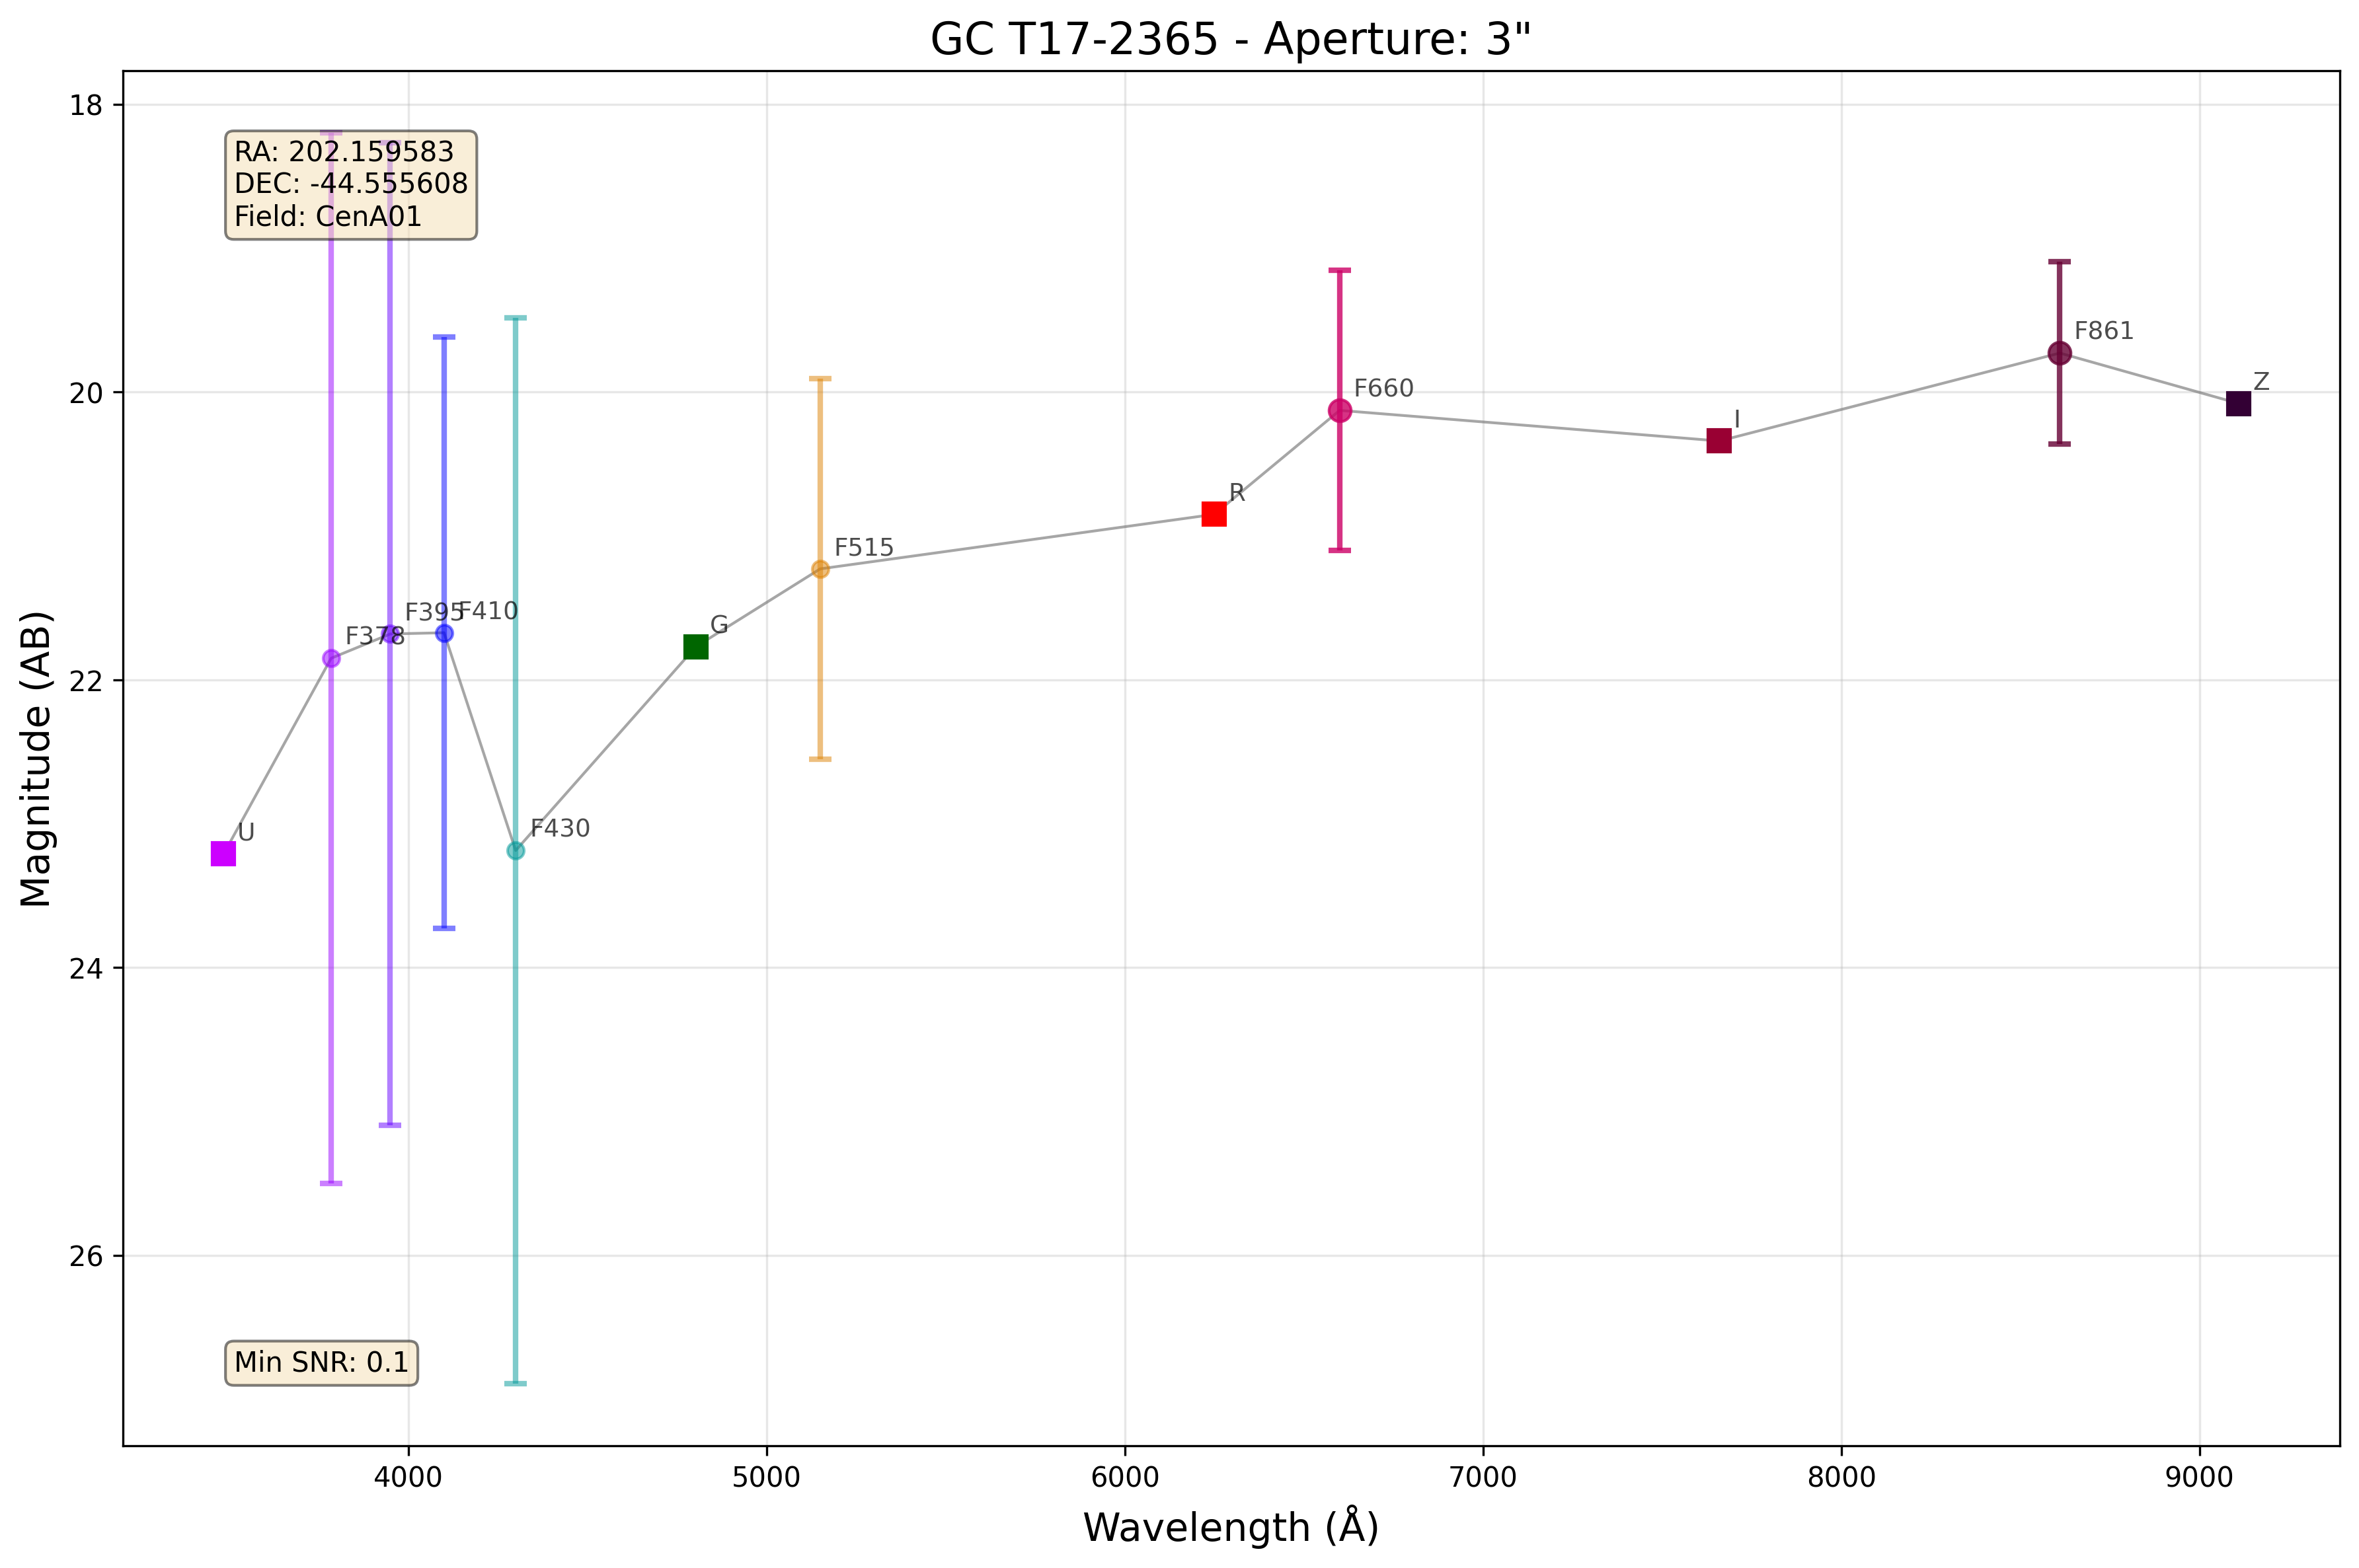 GC T17-2365 - Aperture: 3"
Magnitude (AB)
18
20
22
24
26
RA: 202.159583
DEC: -44.555608
Field: CenA01
U
F378
F395
F410
F430
G
F515
R
F660
I
F861
Z
Min SNR: 0.1
4000
5000
6000
7000
8000
9000
Wavelength (Å)